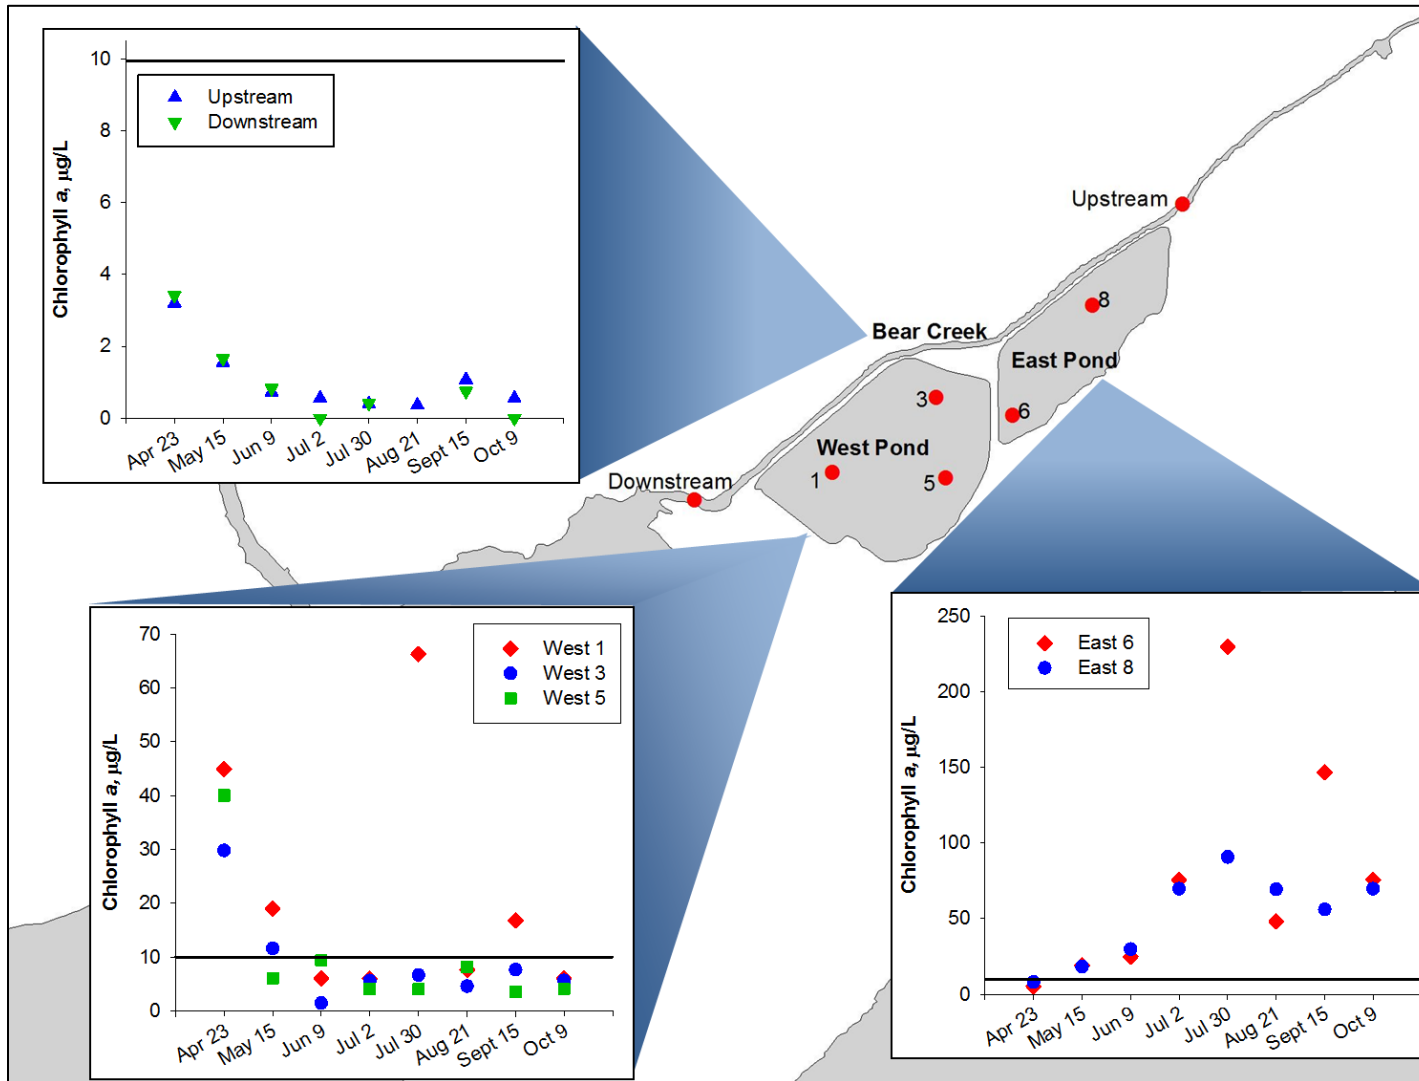 10
8
6
4
2
0
Chlorophyll a, µg/L
Upstream
Downstream
Apr 23
May 15
Jun 9
Jul 2
Jul 30
Aug 21
Sept 15
Oct 9
Upstream
8
Bear Creek
East Pond
3
6
West Pond
1
5
Downstream
70
60
50
40
30
20
10
0
Chlorophyll a, µg/L
West 1
West 3
West 5
Apr 23
May 15
Jun 9
Jul 2
Jul 30
Aug 21
Sept 15
Oct 9
250
200
150
100
50
0
Chlorophyll a, µg/L
East 6
East 8
Apr 23
May 15
Jun 9
Jul 2
Jul 30
Aug 21
Sept 15
Oct 9